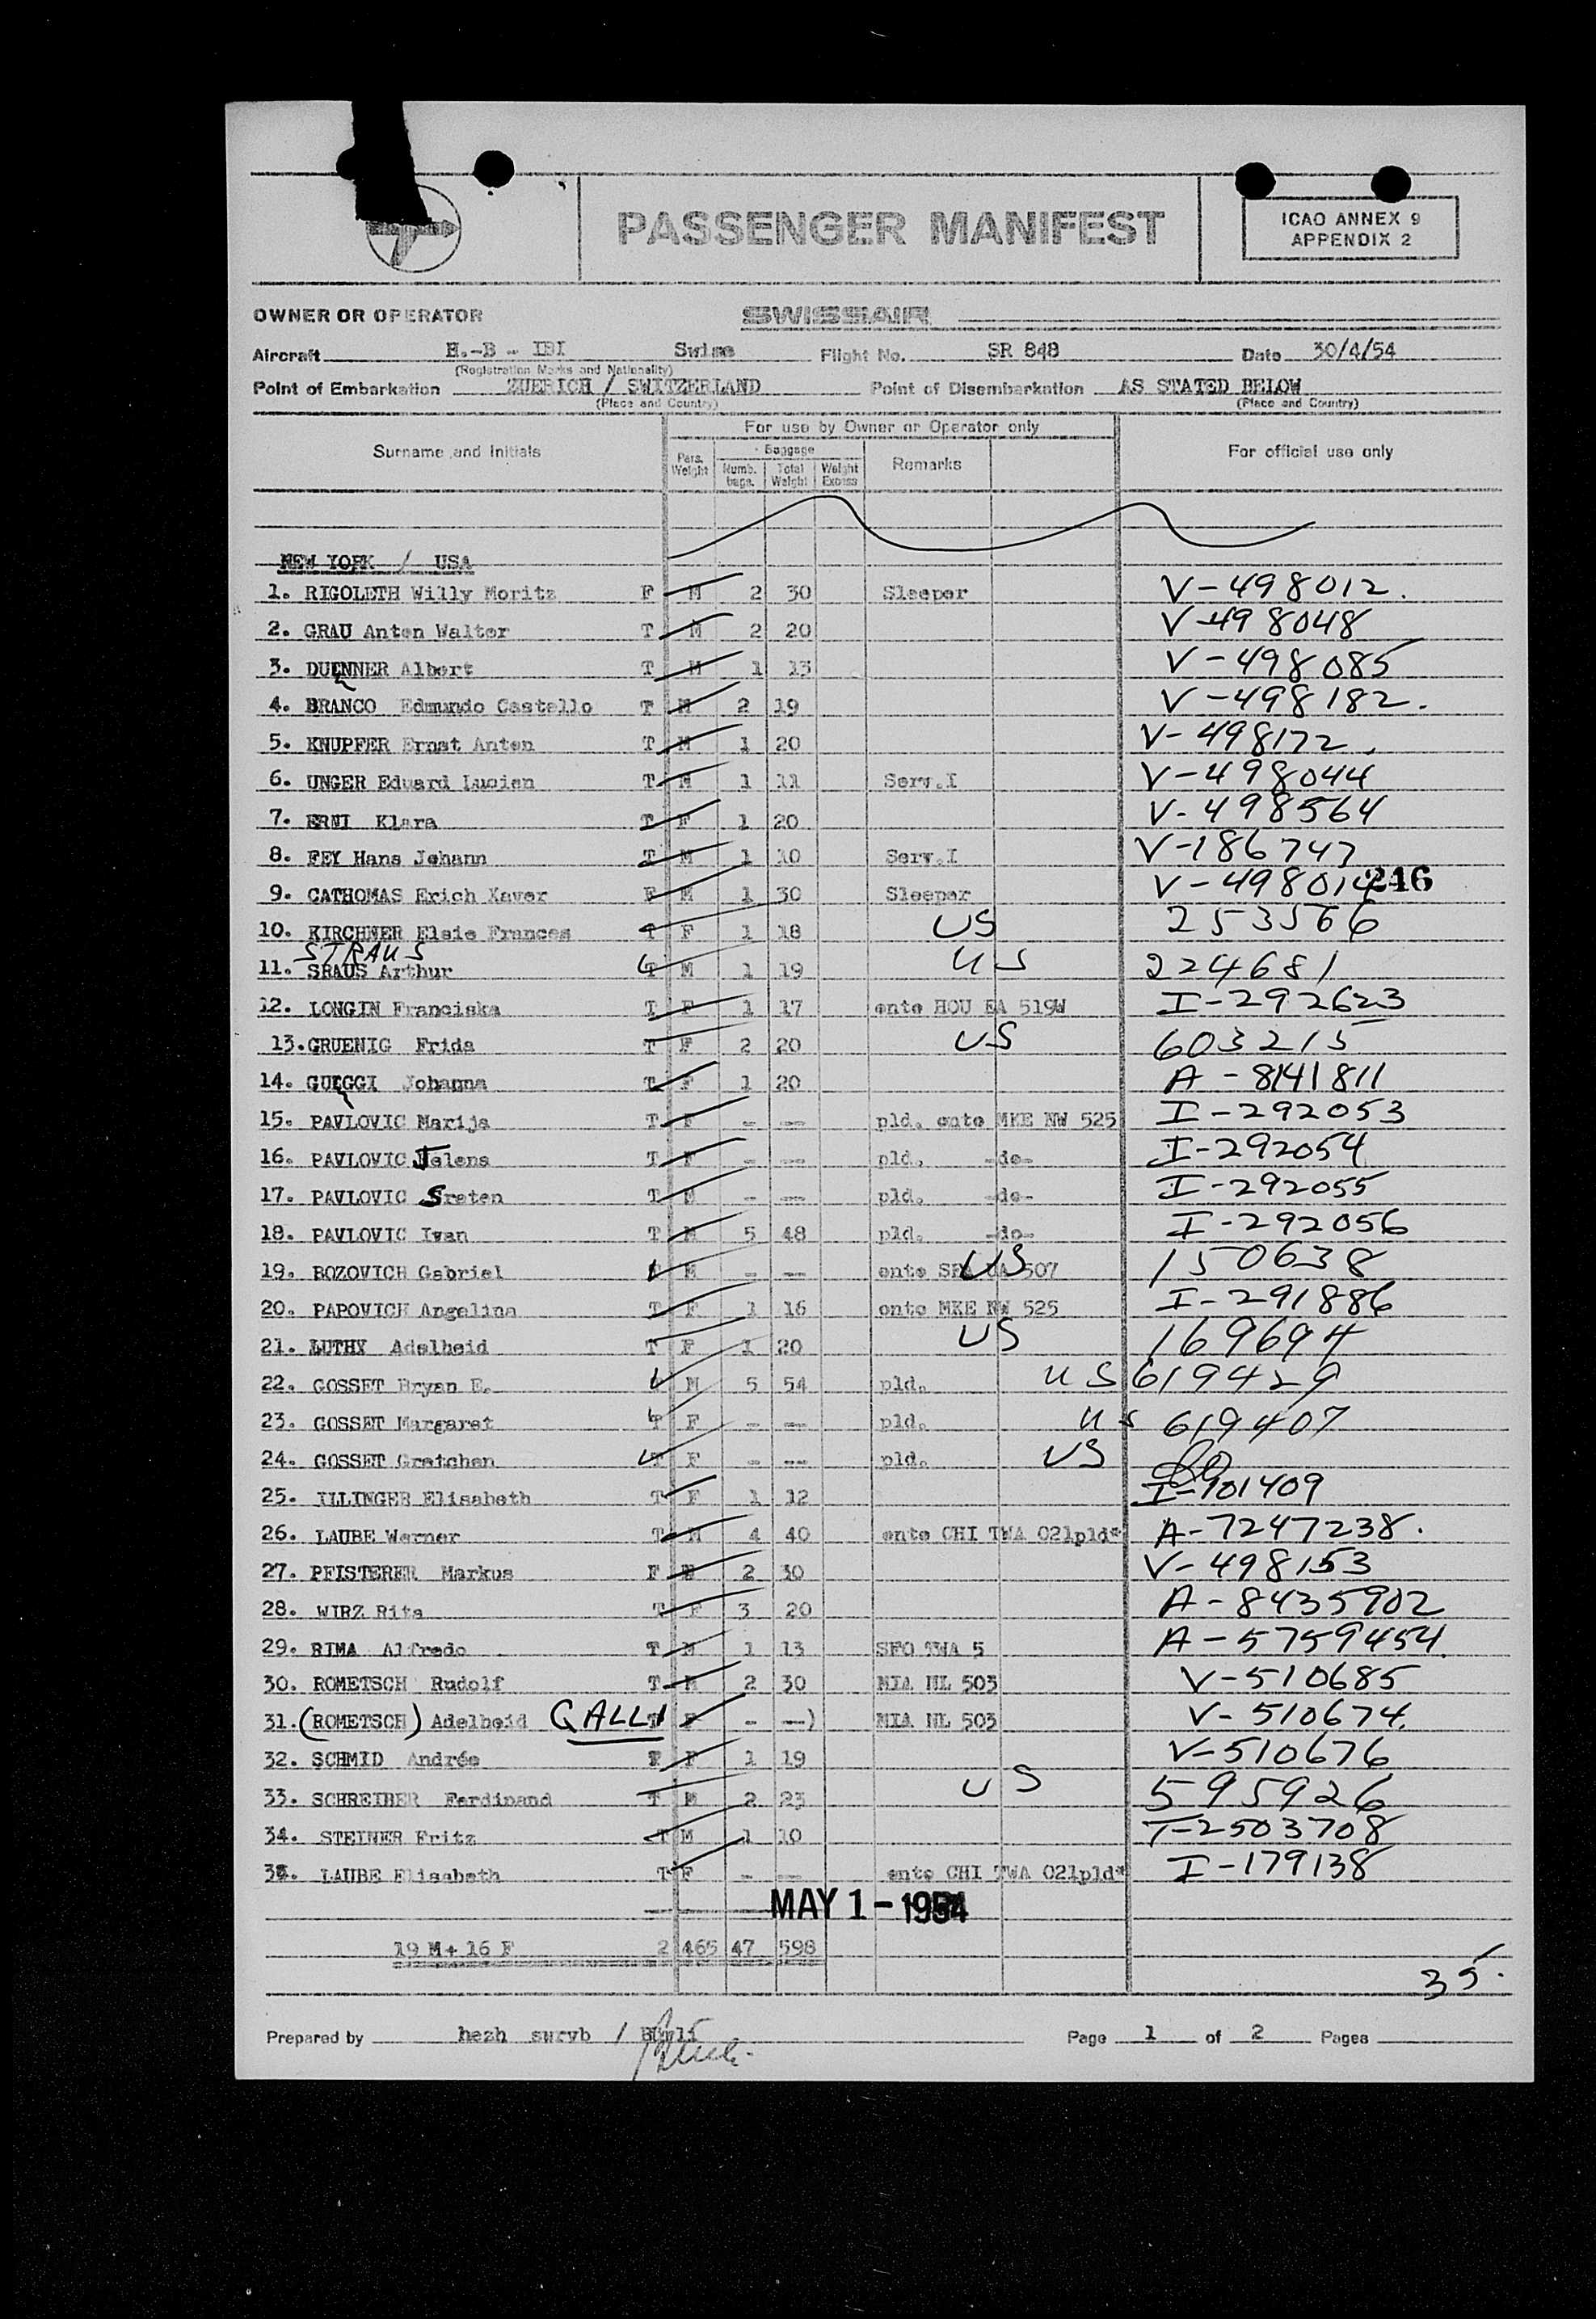 PASSENGER MANIFEST
ICAO ANNEX 9
APPENDIX 2
OWNER OR OPERATOR SWISSAIR
Aircraft H.-B - IBI Swiss Flight No. SR 848 Date 30/4/54
(Registration Marks and Nationality)
Point of Embarkation ZUERICH / SWITZERLAND Point of Disembarkation AS STATED BELOW
(Place and Country) (Place and Country)
For use by Owner or Operator only
Surname and Initials Pass. Weight Baggage Numb. bags. Total Weight Weight Excess Remarks For official use only
NEW YORK / USA
1. RIGOLETH Willy Moritz F M 2 30 Sleeper V-498012.
2. GRAU Anton Walter T M 2 20 V-498048
3. DUENNER Albert T M 1 13 V-498085
4. BRANCO Edmundo Castello T M 2 19 V-498182.
5. KNUPFER Ernst Anton T M 1 20 V-498172.
6. UNGER Eduard Lucien T M 1 11 Serv.I V-498044
7. ERNI Klara T F 1 20 V-498564
8. FEY Hans Johann T M 1 10 Serv.I V-186747
9. CATHOMAS Erich Xaver F M 1 30 Sleeper V-498014 246
10. KIRCHNER Elsie Frances T F 1 18 US 253566
STRAUS
11. SRAUS Arthur T M 1 19 US 224681
12. LONGIN Franciska T F 1 17 onto HOU EA 519W I-292623
13. GRUENIG Frida T F 2 20 US 603215
14. GUEGGI Johanna T F 1 20 A-8141811
15. PAVLOVIC Marija T F - -- pld. onto MKE NW 525 I-292053
16. PAVLOVIC Jelena T F - -- pld. -do- I-292054
17. PAVLOVIC Sreten T M - -- pld. -do- I-292055
18. PAVLOVIC Ivan T M 5 48 pld. -do- I-292056
19. BOZOVICH Gabriel T M - -- onto SFA UA 507 US 150638
20. PAPOVICH Angelina T F 1 16 onto MKE NW 525 I-291886
21. LUTHY Adelheid T F 1 20 US 169694
22. GOSSET Bryan E. T M 5 54 pld. US 619429
23. GOSSET Margaret T F - -- pld. US 619407
24. GOSSET Gretchen T F - -- pld. US
25. ILLINGER Elisabeth T F 1 12 I-901409
26. LAUBE Werner T M 4 40 onto CHI TWA 021pld* A-7247238.
27. PFISTERER Markus F M 2 30 V-498153
28. WIRZ Rita T F 3 20 A-8435902
29. RIMA Alfredo T M 1 13 SFO TWA 5 A-5759454.
30. ROMETSCH Rudolf T M 2 30 MIA NL 503 V-510685
31. (ROMETSCH) Adelheid GALLI T F - --) MIA NL 503 V-510674.
32. SCHMID Andrée T F 1 19 V-510676
33. SCHREIBER Ferdinand T M 2 23 US 595926
34. STEINER Fritz T M 1 10 T-2503708
35. LAUBE Elisabeth T F - -- onto CHI TWA 021pld* I-179138
MAY 1 - 1954
19 M + 16 F 2 465 47 598
35.
Prepared by hezh suryb / Page 1 of 2 Pages